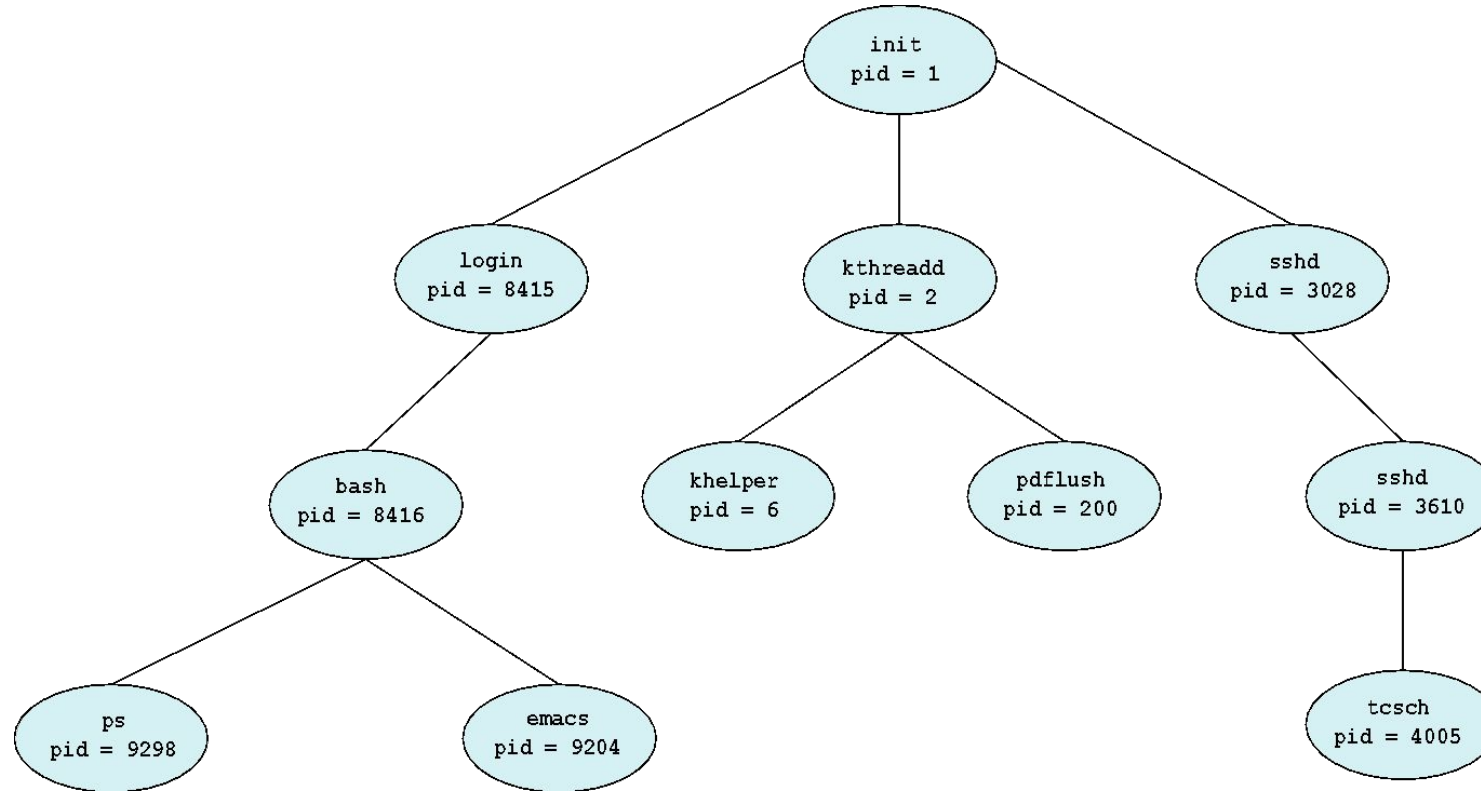 init
pid = 1
login
pid = 8415
kthreadd
pid = 2
sshd
pid = 3028
bash
pid = 8416
khelper
pid = 6
pdflush
pid = 200
sshd
pid = 3610
ps
pid = 9298
emacs
pid = 9204
tcsch
pid = 4005